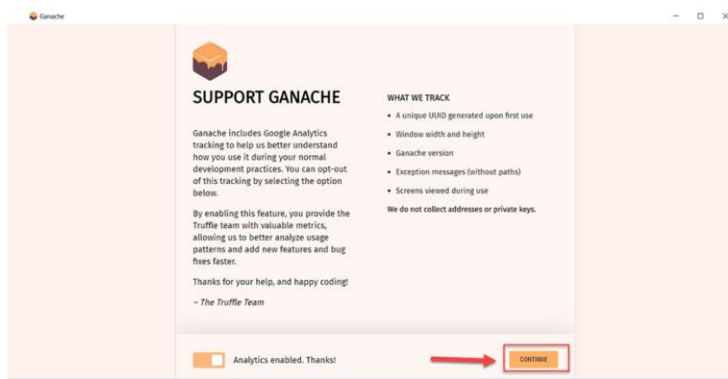 Ganache
SUPPORT GANACHE
Ganache includes Google Analytics
tracking to help us better understand
how you use it during your normal
development practices. You can opt-out
of this tracking by selecting the option
below.
By enabling this feature, you provide the
Truffle team with valuable metrics,
allowing us to better analyze usage
patterns and add new features and bug
fixes faster.
Thanks for your help, and happy coding!
– The Truffle Team
WHAT WE TRACK
• A unique UUID generated upon first use
• Window width and height
• Ganache version
• Exception messages (without paths)
• Screens viewed during use
We do not collect addresses or private keys.
Analytics enabled. Thanks!
CONTINUE